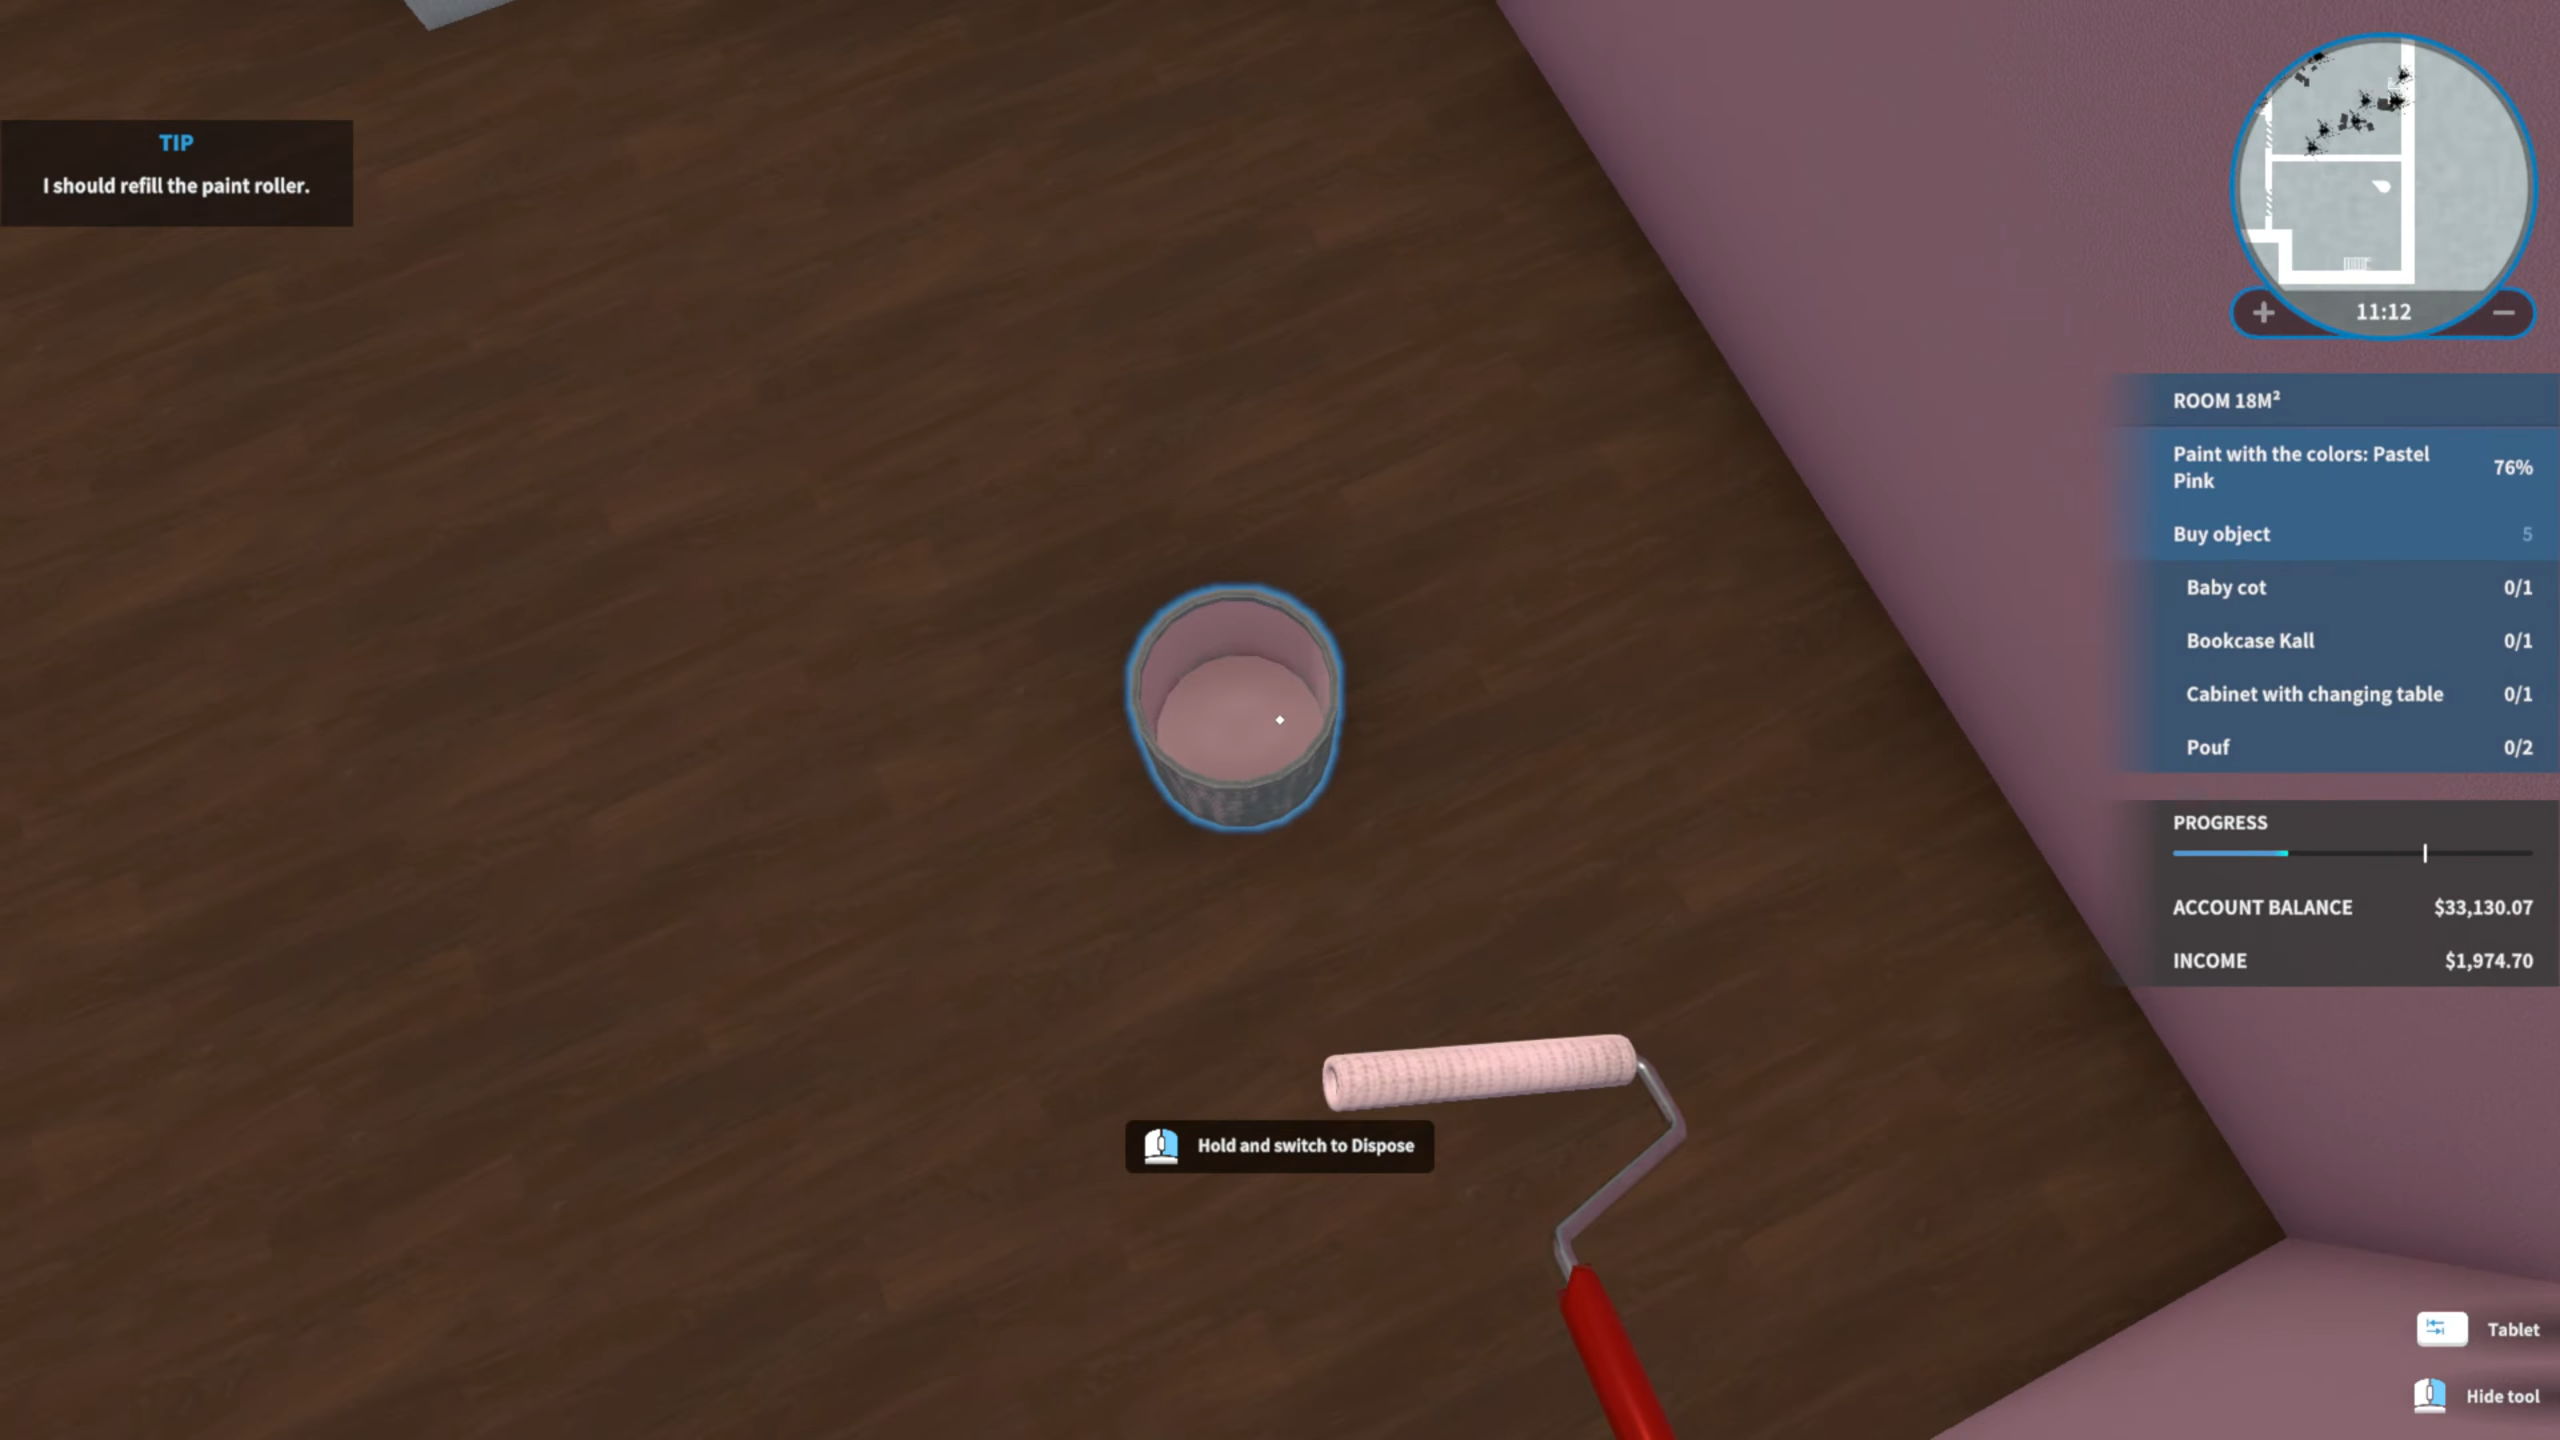 TIP
I should refill the paint roller.
11:12
ROOM 18M²
Paint with the colors: Pastel
Pink
76%
Buy object 5
Baby cot 0/1
Bookcase Kall 0/1
Cabinet with changing table 0/1
Pouf 0/2
PROGRESS
ACCOUNT BALANCE $33,130.07
INCOME $1,974.70
Hold and switch to Dispose
Tablet
Hide tool